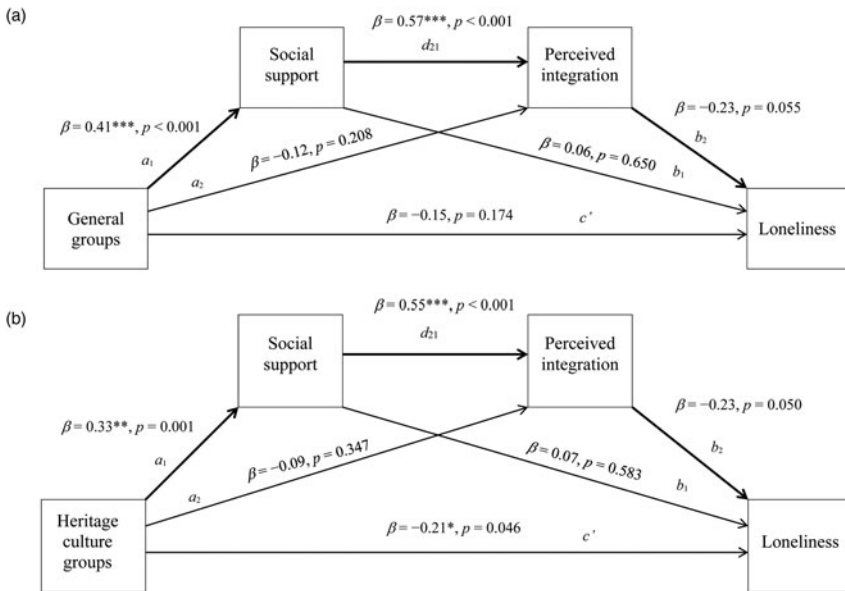 (a)
β = 0.57***, p < 0.001
d21
Social
support
Perceived
integration
β = 0.41***, p < 0.001
a1
β = −0.23, p = 0.055
b2
β = −0.12, p = 0.208
a2
β = 0.06, p = 0.650
b1
General
groups
β = −0.15, p = 0.174
c'
Loneliness
(b)
β = 0.55***, p < 0.001
d21
Social
support
Perceived
integration
β = 0.33**, p = 0.001
a1
β = −0.23, p = 0.050
b2
β = −0.09, p = 0.347
a2
β = 0.07, p = 0.583
b1
Heritage
culture
groups
β = −0.21*, p = 0.046
c'
Loneliness